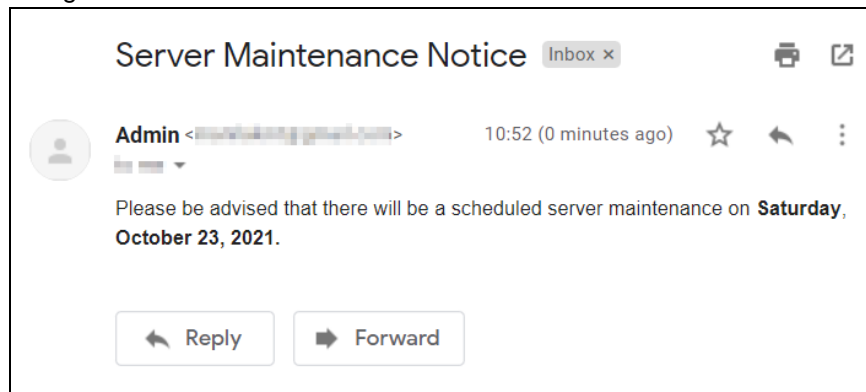 Server Maintenance Notice Inbox ×
Admin < > 10:52 (0 minutes ago)
Please be advised that there will be a scheduled server maintenance on Saturday,
October 23, 2021.
Reply Forward